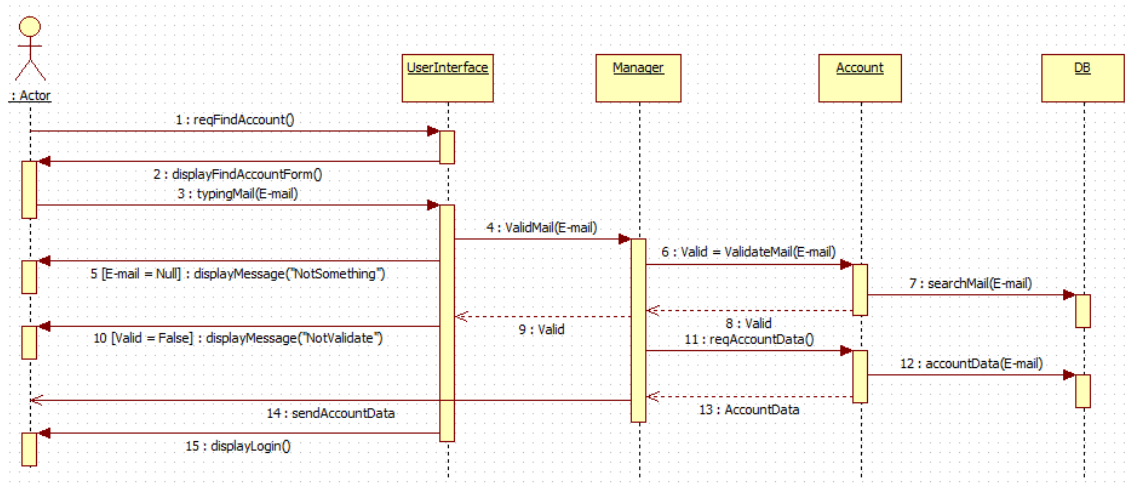 : Actor
UserInterface
Manager
Account
DB
1 : reqFindAccount()
2 : displayFindAccountForm()
3 : typingMail(E-mail)
4 : ValidMail(E-mail)
5 [E-mail = Null] : displayMessage("NotSomething")
6 : Valid = ValidateMail(E-mail)
7 : searchMail(E-mail)
8 : Valid
9 : Valid
10 [Valid = False] : displayMessage("NotValidate")
11 : reqAccountData()
12 : accountData(E-mail)
13 : AccountData
14 : sendAccountData
15 : displayLogin()